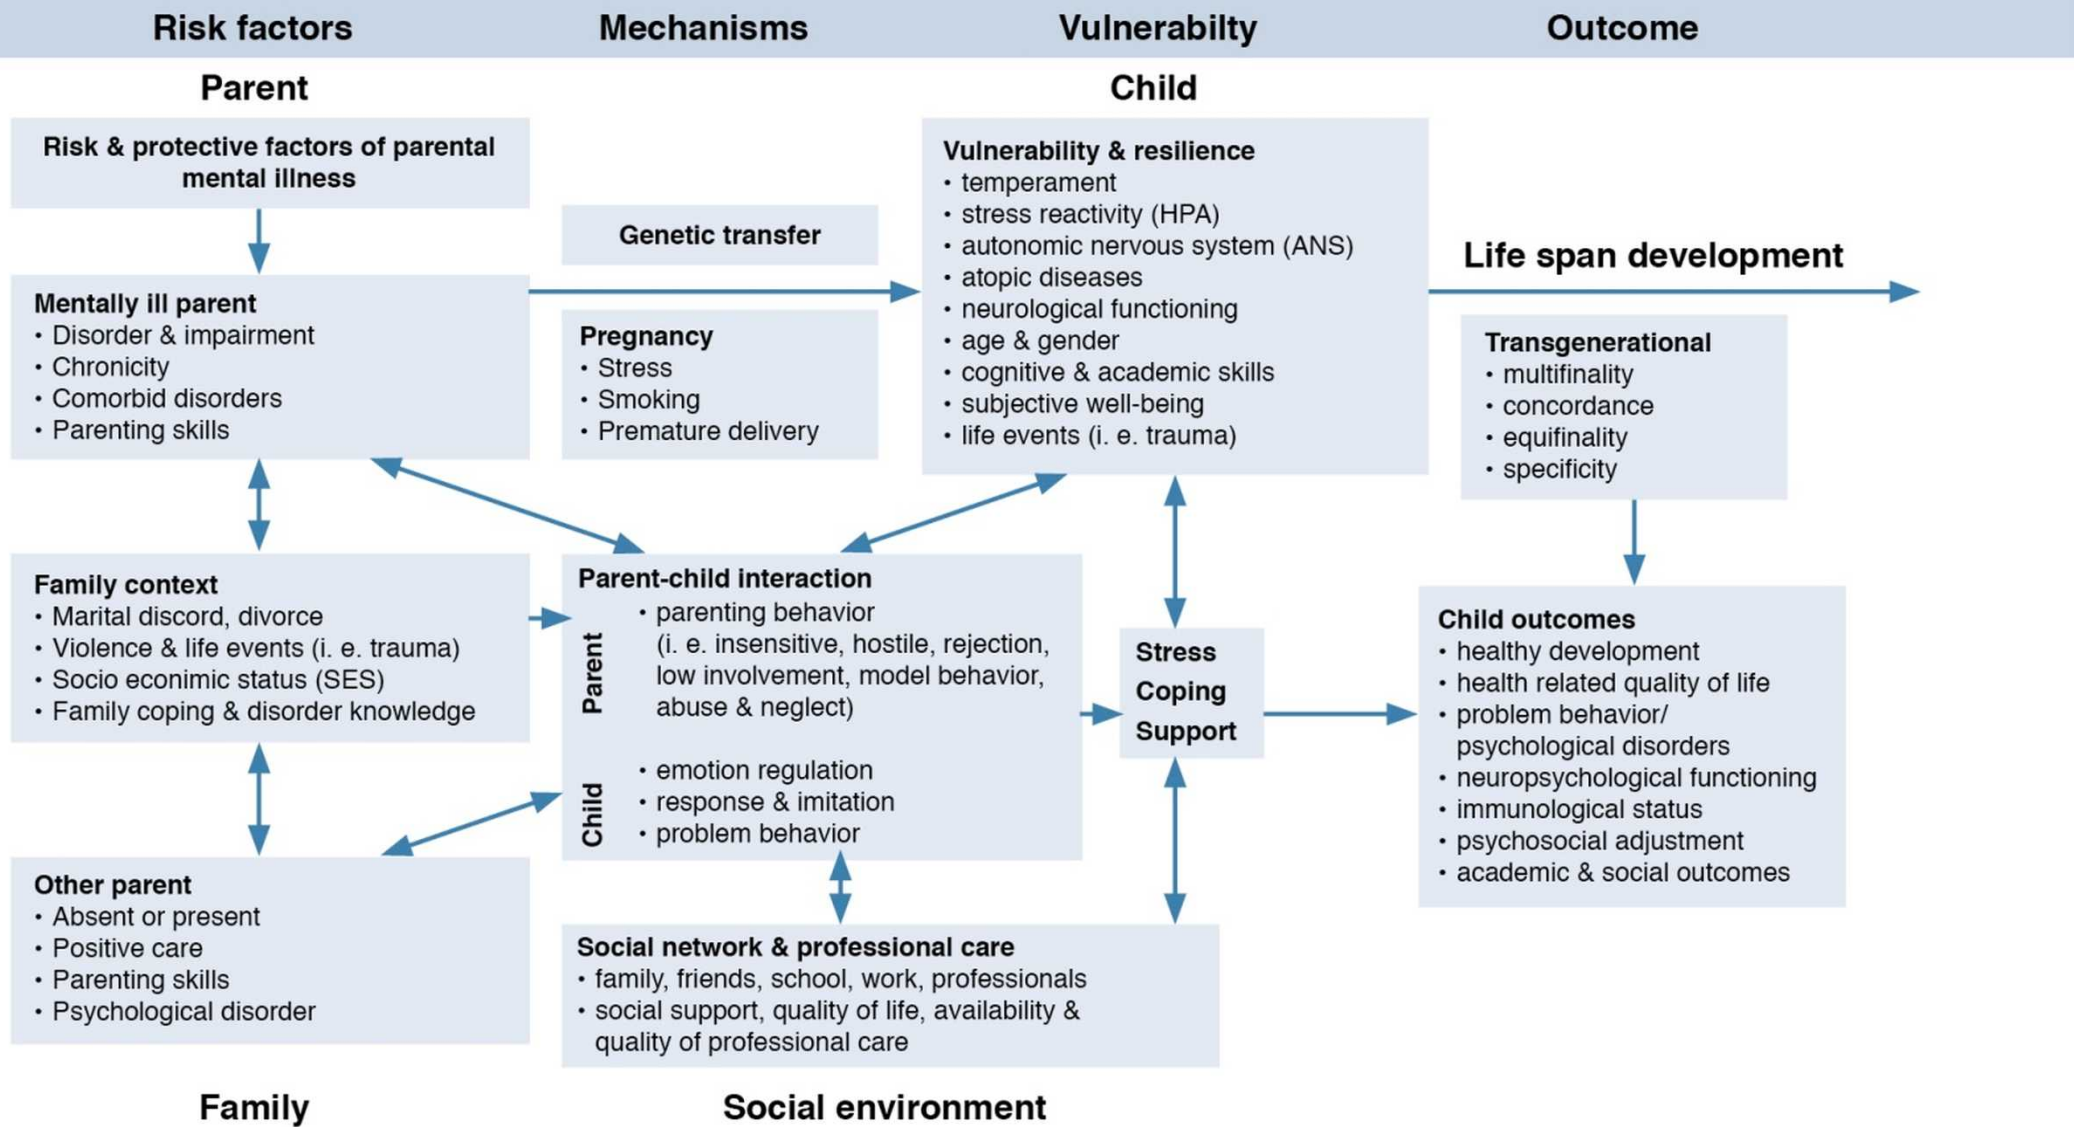 Risk factors
Mechanisms
Vulnerabilty
Outcome
Parent
Child
Risk & protective factors of parental
mental illness
Mentally ill parent
• Disorder & impairment
• Chronicity
• Comorbid disorders
• Parenting skills
Family context
• Marital discord, divorce
• Violence & life events (i. e. trauma)
• Socio econimic status (SES)
• Family coping & disorder knowledge
Other parent
• Absent or present
• Positive care
• Parenting skills
• Psychological disorder
Family
Genetic transfer
Pregnancy
• Stress
• Smoking
• Premature delivery
Parent-child interaction
Parent
• parenting behavior
(i. e. insensitive, hostile, rejection,
low involvement, model behavior,
abuse & neglect)
Child
• emotion regulation
• response & imitation
• problem behavior
Social network & professional care
• family, friends, school, work, professionals
• social support, quality of life, availability &
quality of professional care
Social environment
Vulnerability & resilience
• temperament
• stress reactivity (HPA)
• autonomic nervous system (ANS)
• atopic diseases
• neurological functioning
• age & gender
• cognitive & academic skills
• subjective well-being
• life events (i. e. trauma)
Stress
Coping
Support
Life span development
Transgenerational
• multifinality
• concordance
• equifinality
• specificity
Child outcomes
• healthy development
• health related quality of life
• problem behavior/
psychological disorders
• neuropsychological functioning
• immunological status
• psychosocial adjustment
• academic & social outcomes